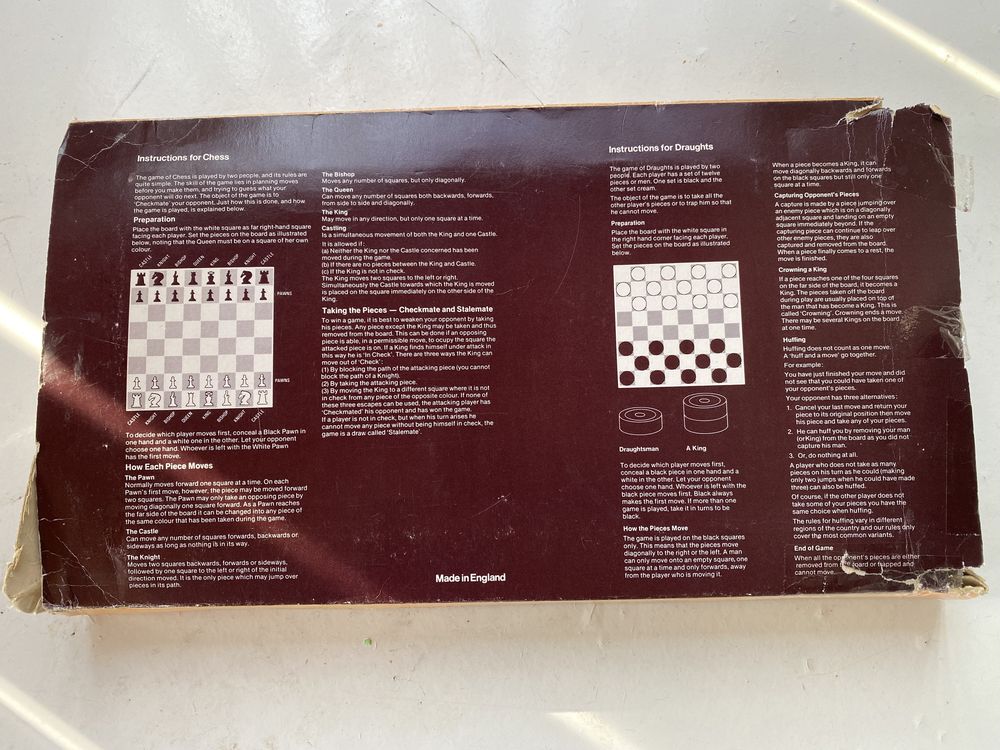 Instructions for Chess
The game of Chess is played by two people, and its rules are
quite simple. The skill of the game lies in planning moves
before you make them, and trying to guess what your
opponent will do next. The object of the game is to
'Checkmate' your opponent. Just how this is done, and how
the game is played, is explained below.
Preparation
Place the board with the white square as far right-hand square
facing each player. Set the pieces on the board as illustrated
below, noting that the Queen must be on a square of her own
colour.
CASTLE KNIGHT BISHOP QUEEN KING BISHOP KNIGHT CASTLE
PAWNS
PAWNS
CASTLE KNIGHT BISHOP QUEEN KING BISHOP KNIGHT CASTLE
To decide which player moves first, conceal a Black Pawn in
one hand and a white one in the other. Let your opponent
choose one hand. Whoever is left with the White Pawn
has the first move.
How Each Piece Moves
The Pawn
Normally moves forward one square at a time. On each
Pawn's first move, however, the piece may be moved forward
two squares. The Pawn may only take an opposing piece by
moving diagonally one square forward. As a Pawn reaches
the far side of the board it can be changed into any piece of
the same colour that has been taken during the game.
The Castle
Can move any number of squares forwards, backwards or
sideways as long as nothing is in its way.
The Knight
Moves two squares backwards, forwards or sideways,
followed by one square to the left or right of the initial
direction moved. It is the only piece which may jump over
pieces in its path.
The Bishop
Moves any number of squares, but only diagonally.
The Queen
Can move any number of squares both backwards, forwards,
from side to side and diagonally.
The King
May move in any direction, but only one square at a time.
Castling
Is a simultaneous movement of both the King and one Castle.
It is allowed if:
(a) Neither the King nor the Castle concerned has been
moved during the game.
(b) If there are no pieces between the King and Castle.
(c) If the King is not in check.
The King moves two squares to the left or right.
Simultaneously the Castle towards which the King is moved
is placed on the square immediately on the other side of the
King.
Taking the Pieces — Checkmate and Stalemate
To win a game, it is best to weaken your opponent by taking
his pieces. Any piece except the King may be taken and thus
removed from the board. This can be done if an opposing
piece is able, in a permissible move, to ocupy the square the
attacked piece is on. If a King finds himself under attack in
this way he is 'In Check'. There are three ways the King can
move out of 'Check':
(1) By blocking the path of the attacking piece (you cannot
block the path of a Knight).
(2) By taking the attacking piece.
(3) By moving the King to a different square where it is not
in check from any piece of the opposite colour. If none of
these three escapes can be used, the attacking player has
'Checkmated' his opponent and has won the game.
If a player is not in check, but when his turn arises he
cannot move any piece without being himself in check, the
game is a draw called 'Stalemate'.
Made in England
Instructions for Draughts
The game of Draughts is played by two
people. Each player has a set of twelve
pieces or men. One set is black and the
other set cream.
The object of the game is to take all the
other player's pieces or to trap him so that
he cannot move.
Preparation
Place the board with the white square in
the right hand corner facing each player.
Set the pieces on the board as illustrated
below.
Draughtsman A King
To decide which player moves first,
conceal a black piece in one hand and a
white in the other. Let your opponent
choose one hand. Whoever is left with the
black piece moves first. Black always
makes the first move. If more than one
game is played, take it in turns to be
black.
How the Pieces Move
The game is played on the black squares
only. This means that the pieces move
diagonally to the right or the left. A man
can only move onto an empty square, one
square at a time and only forwards, away
from the player who is moving it.
When a piece becomes a King, it can
move diagonally backwards and forwards
on the black squares but still only one
square at a time.
Capturing Opponent's Pieces
A capture is made by a piece jumping over
an enemy piece which is on a diagonally
adjacent square and landing on an empty
square immediately beyond. If the
capturing piece can continue to leap over
other enemy pieces, they are also
captured and removed from the board.
When a piece finally comes to a rest, the
move is finished.
Crowning a King
If a piece reaches one of the four squares
on the far side of the board, it becomes a
King. The pieces taken off the board
during play are usually placed on top of
the man that has become a King. This is
called 'Crowning'. Crowning ends a move.
There may be several Kings on the board
at one time.
Huffing
Huffing does not count as one move.
A 'huff and a move' go together.
For example:
You have just finished your move and did
not see that you could have taken one of
your opponent's pieces.
Your opponent has three alternatives:
1. Cancel your last move and return your
piece to its original position then move
his piece and take any of your pieces.
2. He can huff you by removing your man
(or King) from the board as you did not
capture his man.
3. Or, do nothing at all.
A player who does not take as many
pieces on his turn as he could (making
only two jumps when he could have made
three) can also be huffed.
Of course, if the other player does not
take some of your pieces you have the
same choice when huffing.
The rules for huffing vary in different
regions of the country and our rules only
cover the most common variants.
End of Game
When all the opponent's pieces are either
removed from the board or trapped and
cannot move.